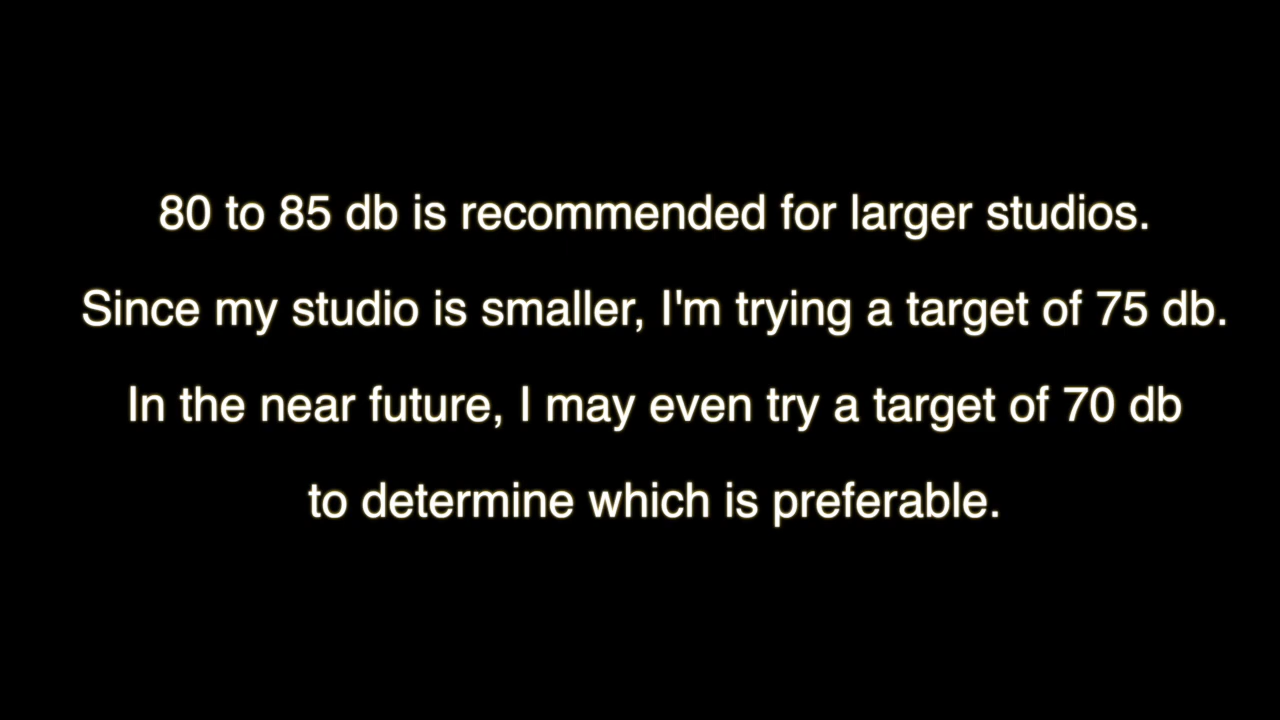 80 to 85 db is recommended for larger studios.
Since my studio is smaller, I'm trying a target of 75 db.
In the near future, I may even try a target of 70 db
to determine which is preferable.